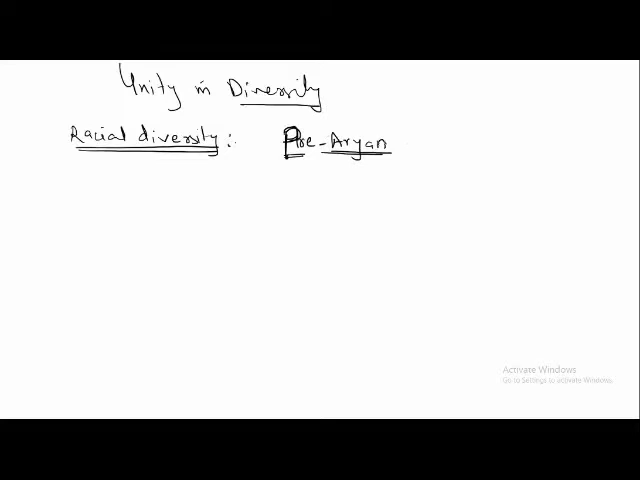 Unity in Diversity
Racial diversity :- Pre-Aryan
Activate Windows
Go to Settings to activate Windows.